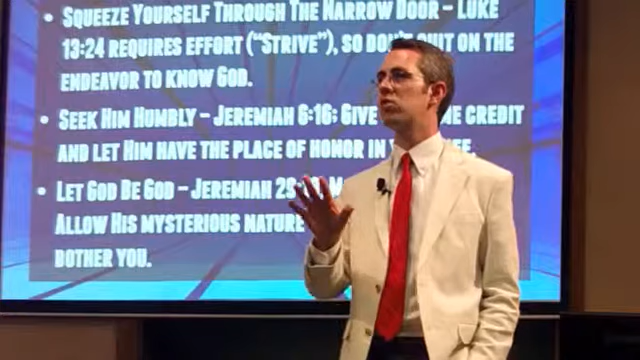 • Squeeze Yourself Through the Narrow Door – Luke
13:24 requires effort ("Strive"), so don't quit on the
endeavor to know God.
• Seek Him Humbly – Jeremiah 6:16; Give credit
and let Him have the place of honor in
• Let God Be God – Jeremiah
Allow His mysterious nature
bother you.